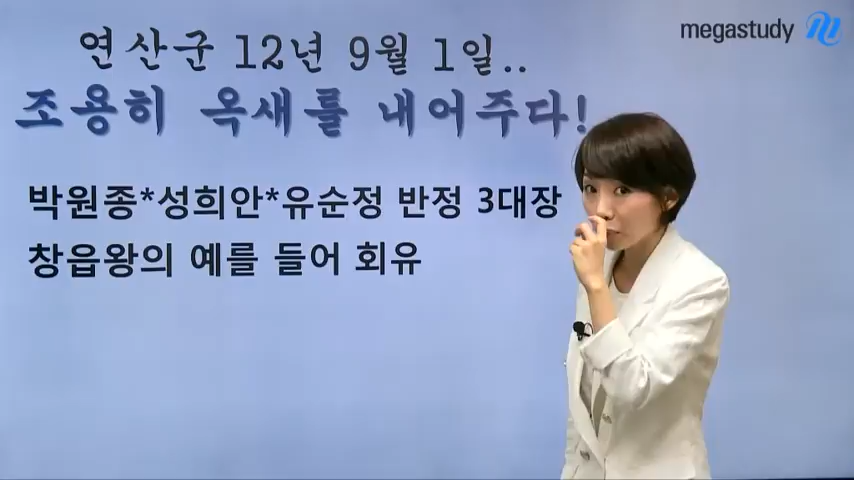 megastudy
연산군 12년 9월 1일..
조용히 옥새를 내어주다!
박원종*성희안*유순정 반정 3대장
창읍왕의 예를 들어 회유